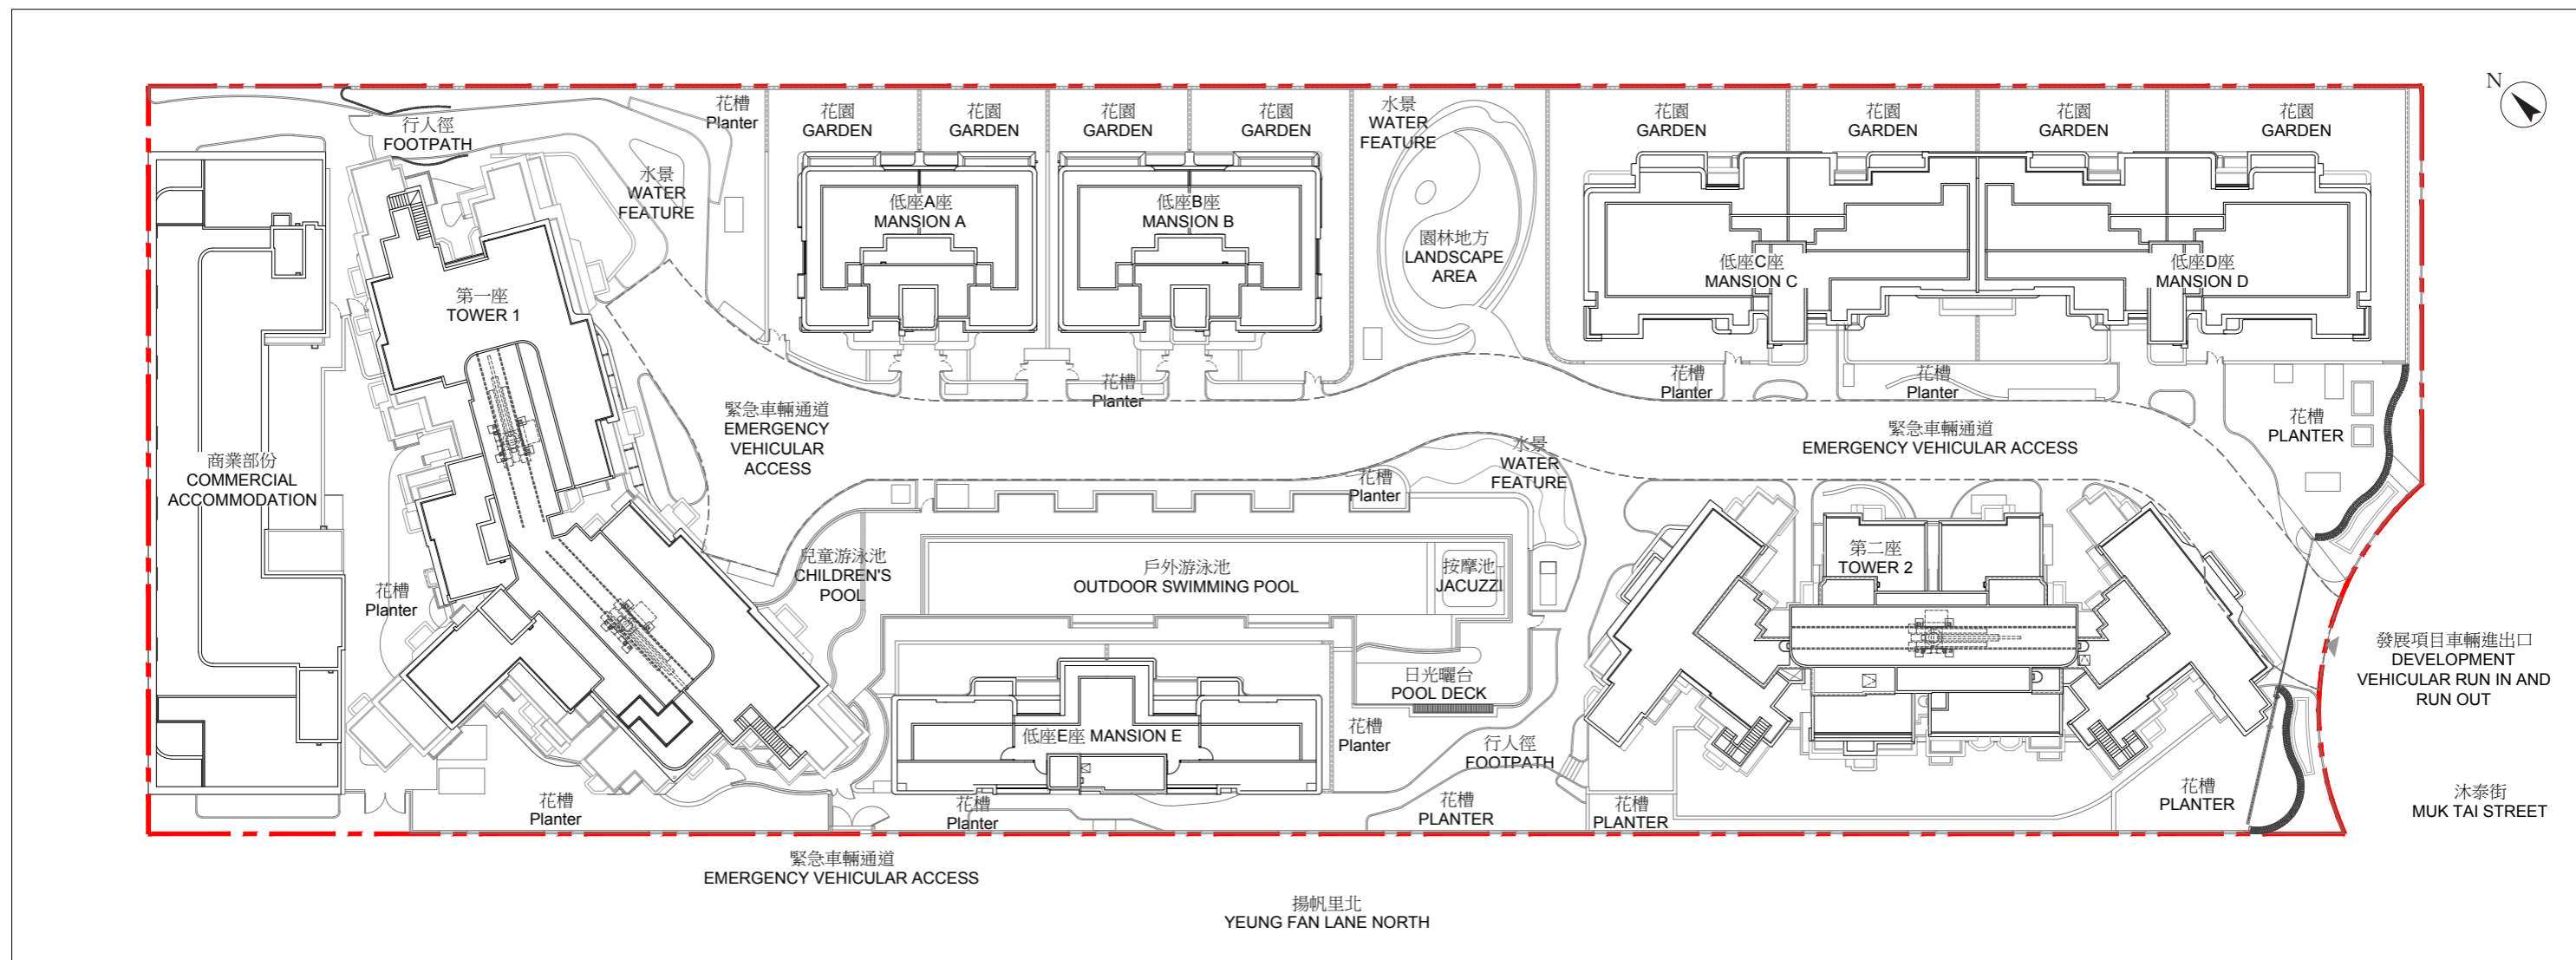 N
花槽
Planter
花園
GARDEN
花園
GARDEN
花園
GARDEN
花園
GARDEN
水景
WATER
FEATURE
花園
GARDEN
花園
GARDEN
花園
GARDEN
花園
GARDEN
行人徑
FOOTPATH
水景
WATER
FEATURE
低座A座
MANSION A
低座B座
MANSION B
園林地方
LANDSCAPE
AREA
低座C座
MANSION C
低座D座
MANSION D
第一座
TOWER 1
花槽
Planter
花槽
Planter
花槽
Planter
緊急車輛通道
EMERGENCY
VEHICULAR
ACCESS
花槽
PLANTER
緊急車輛通道
EMERGENCY VEHICULAR ACCESS
水景
WATER
FEATURE
商業部份
COMMERCIAL
ACCOMMODATION
花槽
Planter
兒童游泳池
CHILDREN'S
POOL
戶外游泳池
OUTDOOR SWIMMING POOL
按摩池
JACUZZI
第二座
TOWER 2
花槽
Planter
發展項目車輛進出口
DEVELOPMENT
VEHICULAR RUN IN AND
RUN OUT
日光曬台
POOL DECK
低座E座 MANSION E
花槽
Planter
行人徑
FOOTPATH
花槽
Planter
花槽
Planter
花槽
PLANTER
花槽
PLANTER
花槽
PLANTER
沐泰街
MUK TAI STREET
緊急車輛通道
EMERGENCY VEHICULAR ACCESS
揚帆里北
YEUNG FAN LANE NORTH